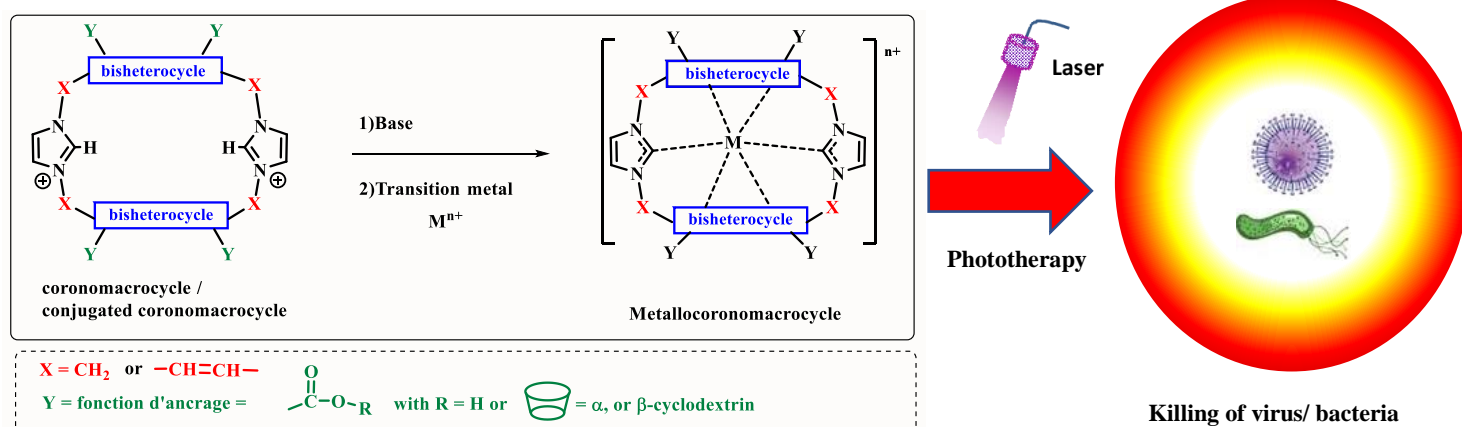 Y Y
bisheterocycle
X X
N N
H H
N N
⊕ ⊕
X X
bisheterocycle
Y Y
coronomacrocycle /
conjugated coronomacrocycle
1)Base
2)Transition metal
Mⁿ⁺
n+
Y Y
bisheterocycle
X X
N N
M
N N
X X
bisheterocycle
Y Y
Metallocoronomacrocycle
X = CH₂ or —CH=CH—
O
Y = fonction d'ancrage = C—O—R with R = H or = α, or β-cyclodextrin
Laser
Phototherapy
Killing of virus/ bacteria